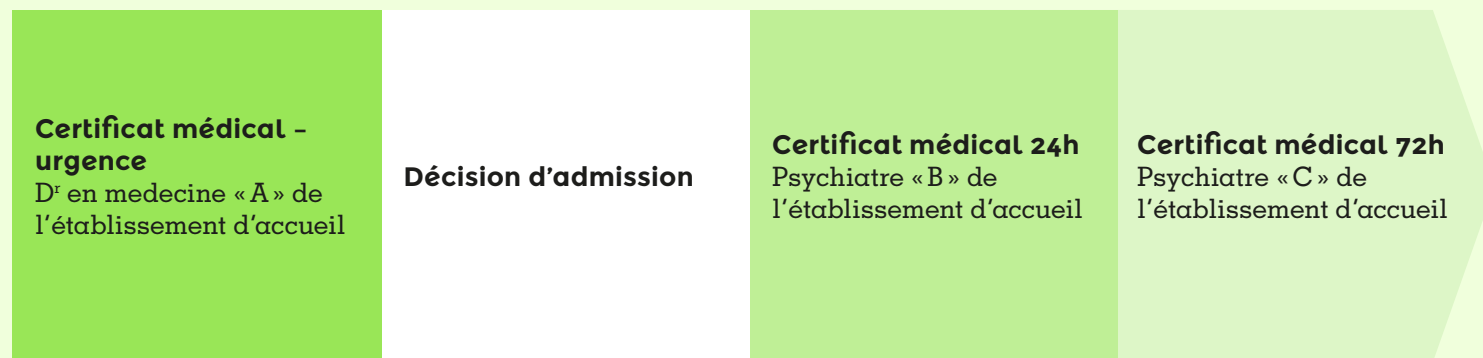 Certificat médical -
urgence
Dʳ en medecine « A » de
l'établissement d'accueil
Décision d'admission
Certificat médical 24h
Psychiatre « B » de
l'établissement d'accueil
Certificat médical 72h
Psychiatre « C » de
l'établissement d'accueil